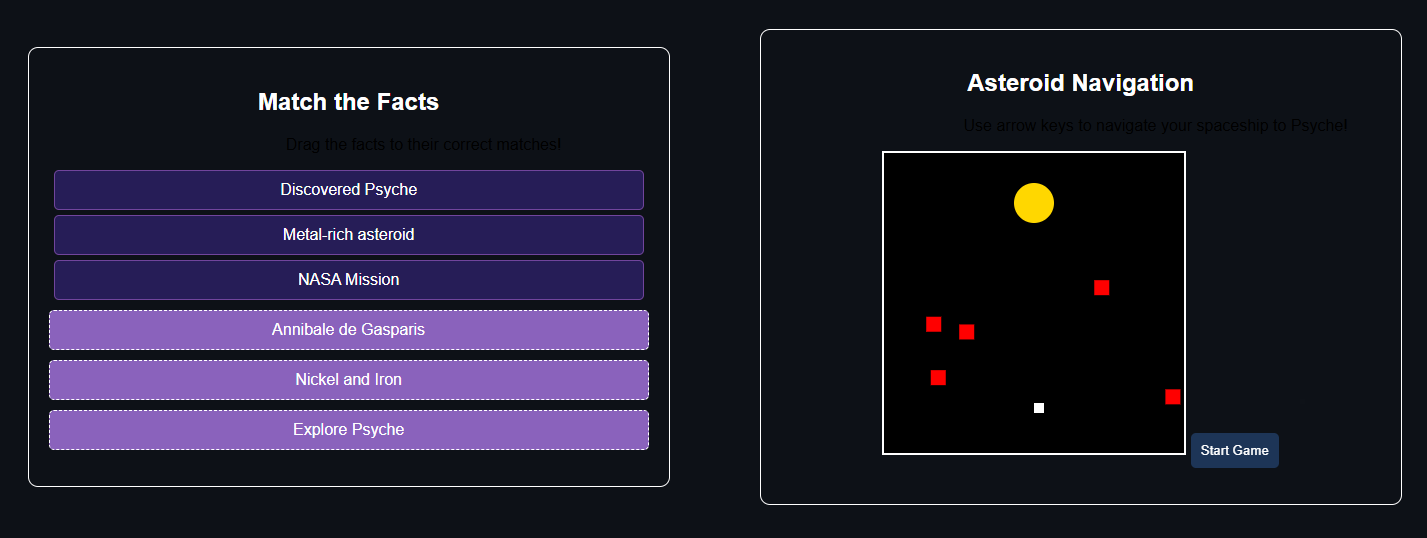 Match the Facts
Drag the facts to their correct matches!
Discovered Psyche
Metal-rich asteroid
NASA Mission
Annibale de Gasparis
Nickel and Iron
Explore Psyche
Asteroid Navigation
Use arrow keys to navigate your spaceship to Psyche!
Start Game